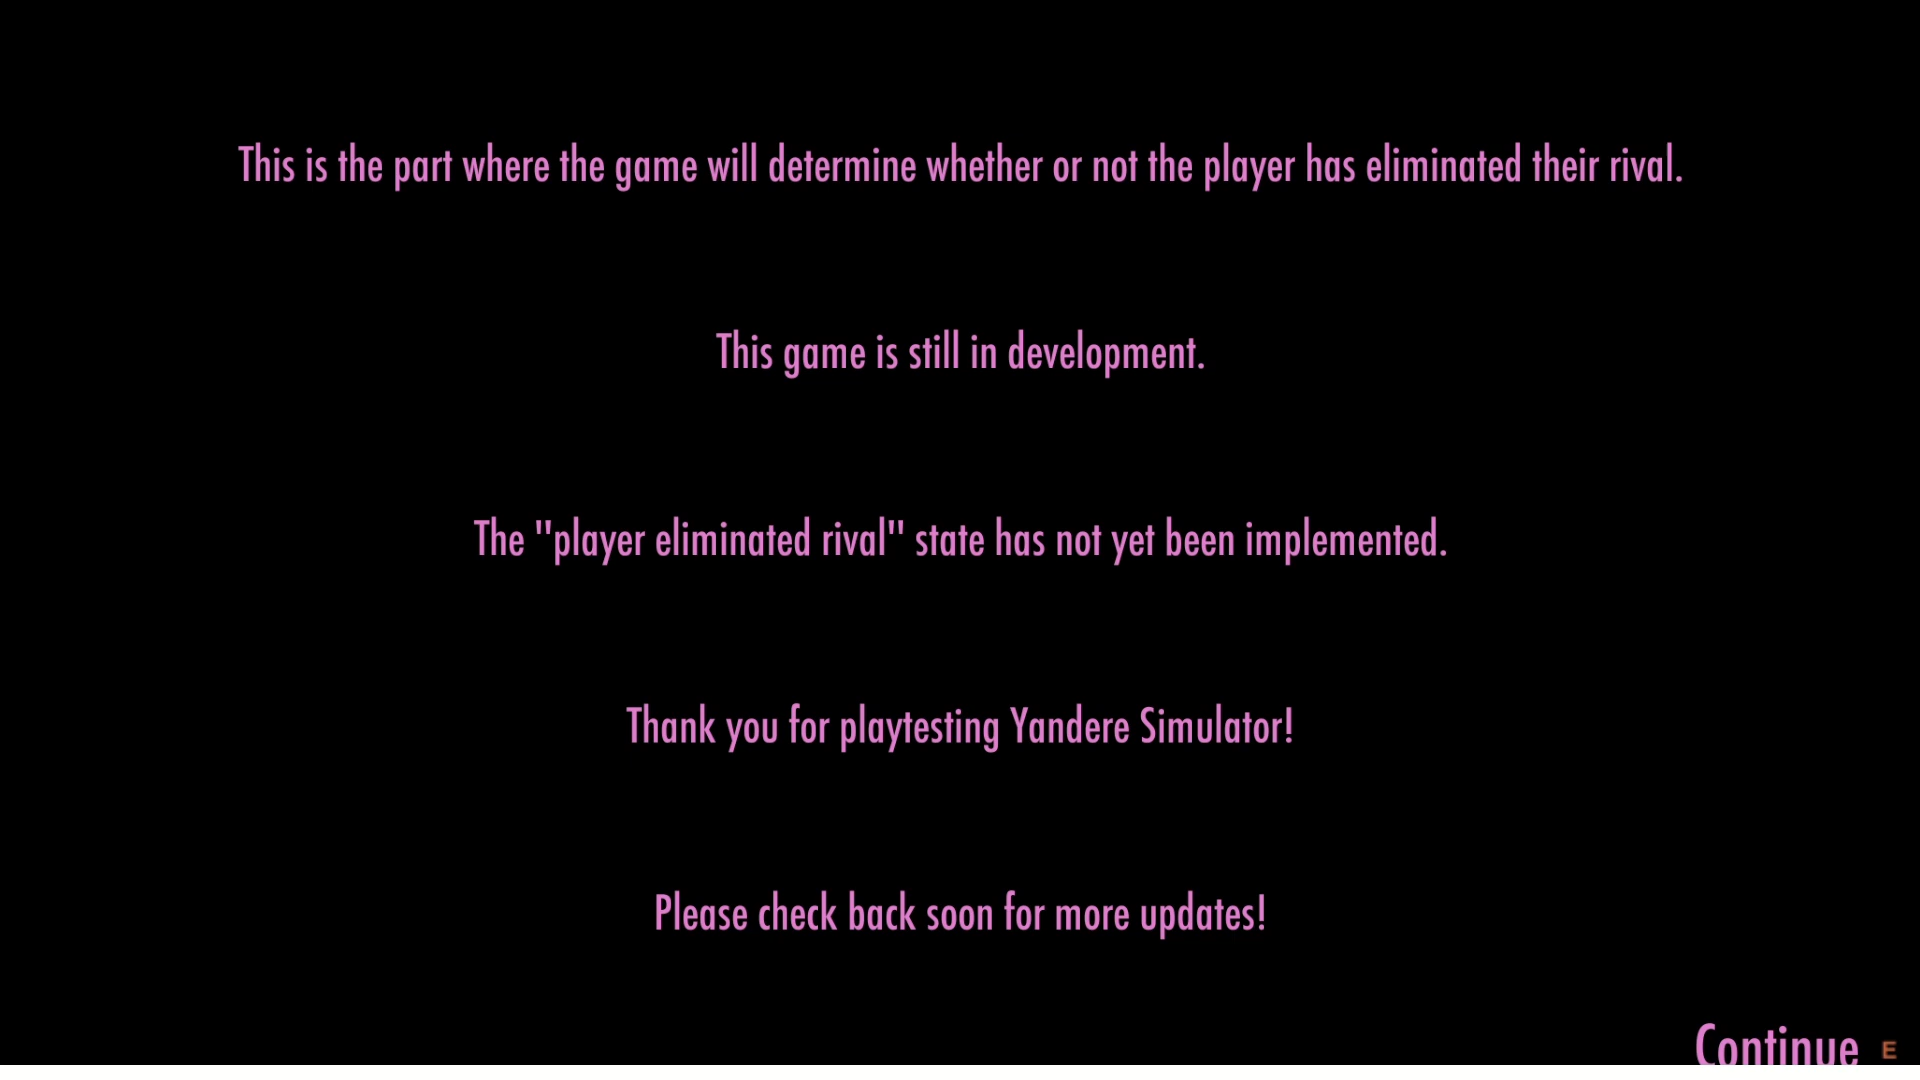 This is the part where the game will determine whether or not the player has eliminated their rival.
This game is still in development.
The "player eliminated rival" state has not yet been implemented.
Thank you for playtesting Yandere Simulator!
Please check back soon for more updates!
Continue E